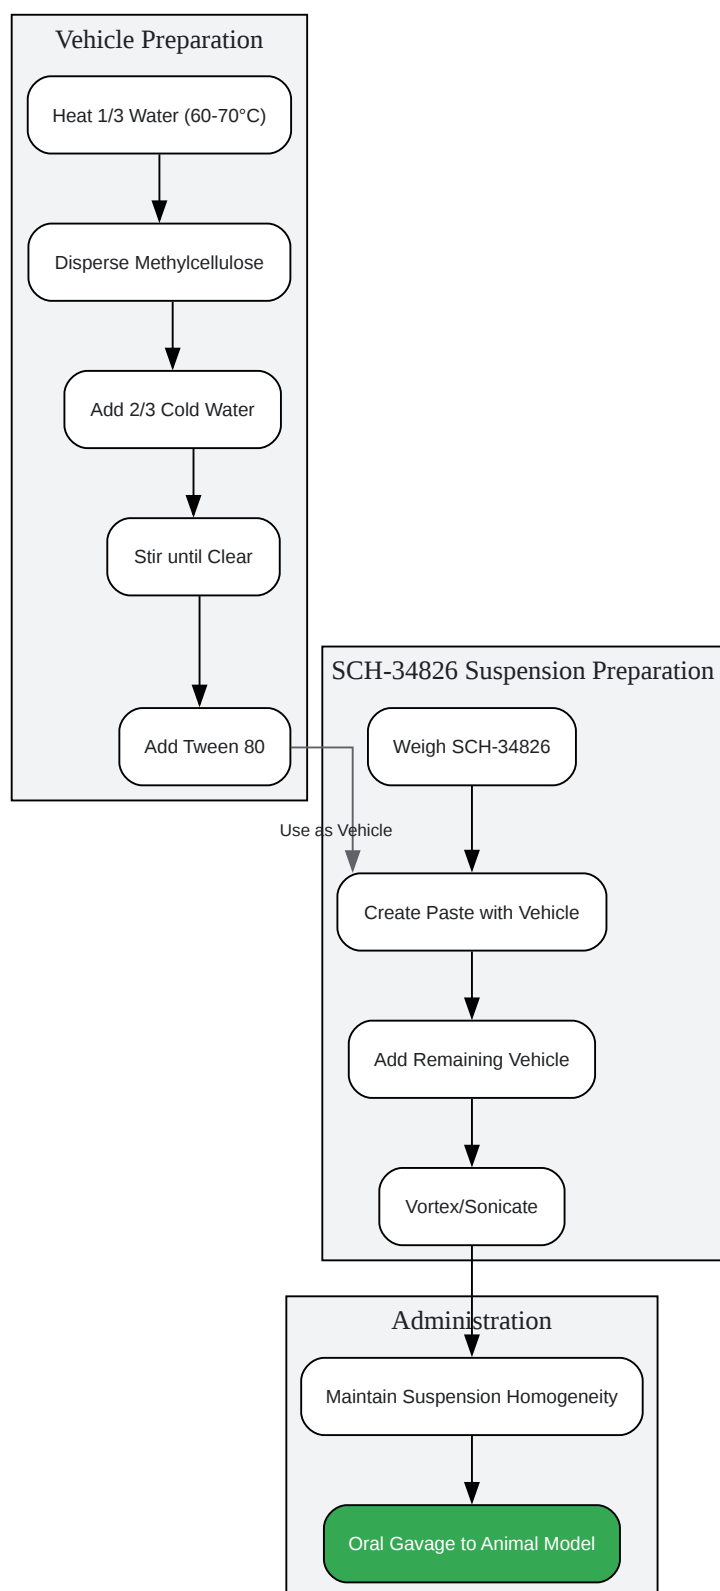 Vehicle Preparation
Heat 1/3 Water (60-70°C)
Disperse Methylcellulose
Add 2/3 Cold Water
Stir until Clear
Add Tween 80
Use as Vehicle
SCH-34826 Suspension Preparation
Weigh SCH-34826
Create Paste with Vehicle
Add Remaining Vehicle
Vortex/Sonicate
Administration
Maintain Suspension Homogeneity
Oral Gavage to Animal Model